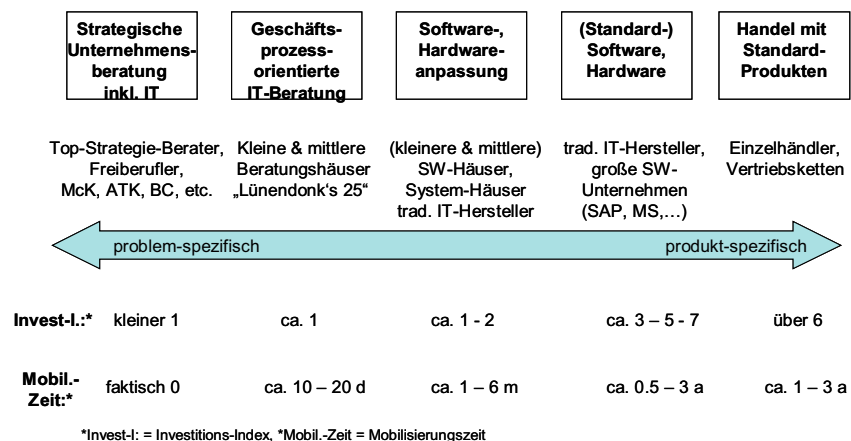 Strategische
Unternehmens-
beratung
inkl. IT
Geschäfts-
prozess-
orientierte
IT-Beratung
Software-,
Hardware-
anpassung
(Standard-)
Software,
Hardware
Handel mit
Standard-
Produkten
Top-Strategie-Berater,
Freiberufler,
McK, ATK, BC, etc.
Kleine & mittlere
Beratungshäuser
„Lünendonk‘s 25“
(kleinere & mittlere)
SW-Häuser,
System-Häuser
trad. IT-Hersteller
trad. IT-Hersteller,
große SW-
Unternehmen
(SAP, MS,…)
Einzelhändler,
Vertriebsketten
problem-spezifisch
produkt-spezifisch
Invest-I.:* kleiner 1 ca. 1 ca. 1 - 2 ca. 3 – 5 - 7 über 6
Mobil.-
Zeit:* faktisch 0 ca. 10 – 20 d ca. 1 – 6 m ca. 0.5 – 3 a ca. 1 – 3 a
*Invest-I: = Investitions-Index, *Mobil.-Zeit = Mobilisierungszeit